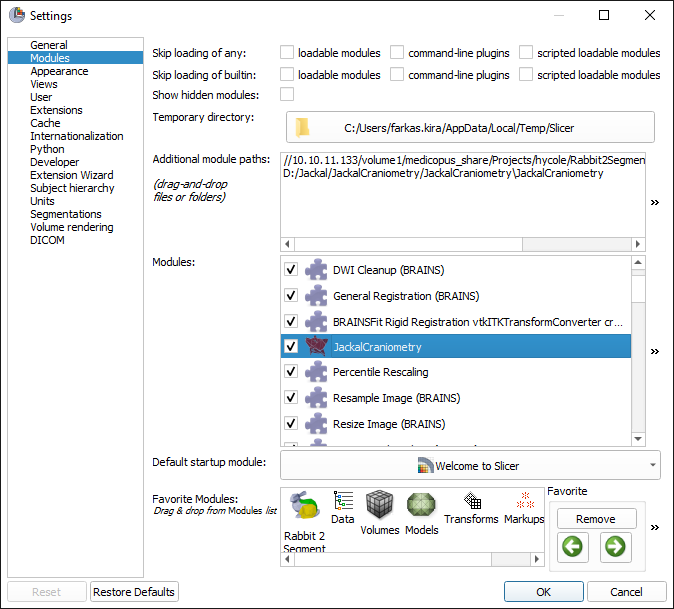 Settings
General
Modules
Appearance
Views
User
Extensions
Cache
Internationalization
Python
Developer
Extension Wizard
Subject hierarchy
Units
Segmentations
Volume rendering
DICOM
Skip loading of any: loadable modules command-line plugins scripted loadable modules
Skip loading of builtin: loadable modules command-line plugins scripted loadable modules
Show hidden modules:
Temporary directory: C:/Users/farkas.kira/AppData/Local/Temp/Slicer
Additional module paths:
(drag-and-drop
files or folders)
//10.10.11.133/volume1/medicopus_share/Projects/hycole/Rabbit2Segmen
D:/Jackal/JackalCraniometry/JackalCraniometry\JackalCraniometry
»
Modules:
DWI Cleanup (BRAINS)
General Registration (BRAINS)
BRAINSFit Rigid Registration vtkITKTransformConverter cr...
JackalCraniometry
Percentile Rescaling
Resample Image (BRAINS)
Resize Image (BRAINS)
»
Default startup module: Welcome to Slicer
Favorite Modules:
Drag & drop from Modules list
Rabbit 2
Segment
Data
Volumes
Models
Transforms
Markups
Favorite
Remove
»
Reset
Restore Defaults
OK
Cancel